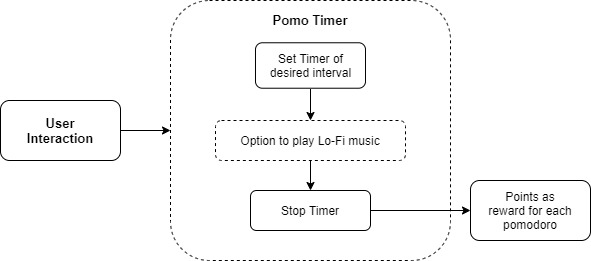 Pomo Timer
Set Timer of
desired interval
User
Interaction
Option to play Lo-Fi music
Stop Timer
Points as
reward for each
pomodoro